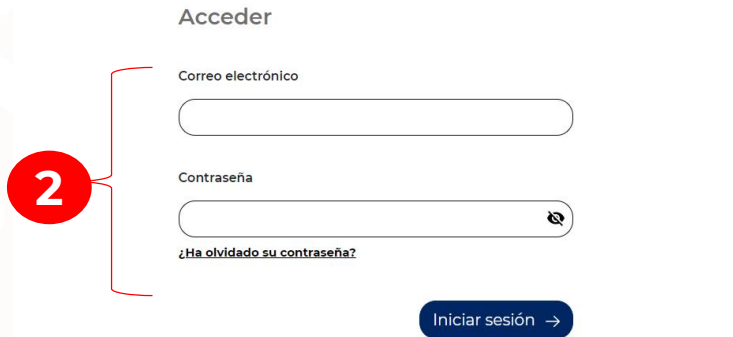 Acceder
Correo electrónico
2
Contraseña
¿Ha olvidado su contraseña?
Iniciar sesión →